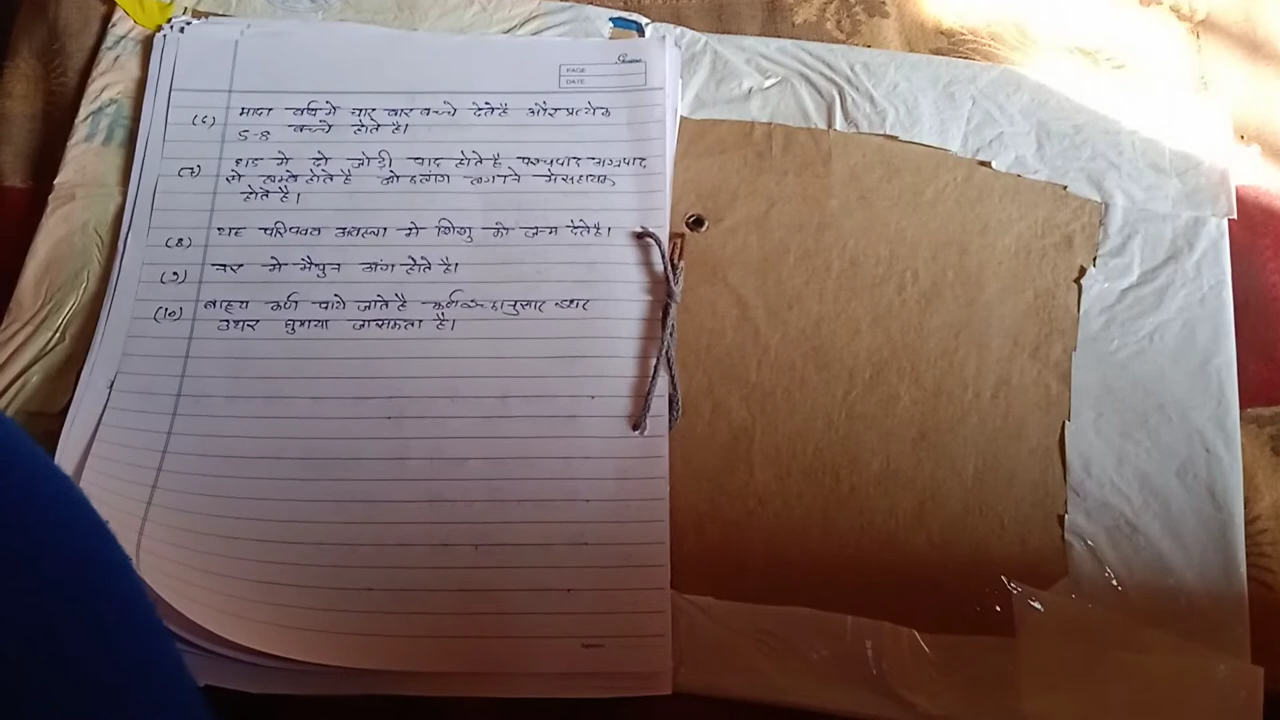 PAGE
DATE
(6) मादा वर्ष मे चार बार बच्चे देते है और प्रत्येक
5-8 बच्चे होते है।
(7) धड मे दो जोडी पाद होते है पश्चपाद अग्रपाद
से लम्बे होते है जो छलांग लगाने मे सहायक
होते है।
(8) यह परिपक्व अवस्था मे शिशु को जन्म देते है।
(9) नर मे मैथुन अंग होते है।
(10) बाह्य कर्ण पाये जाते है कर्ण इच्छानुसार इधर
उधर घुमाया जा सकता है।